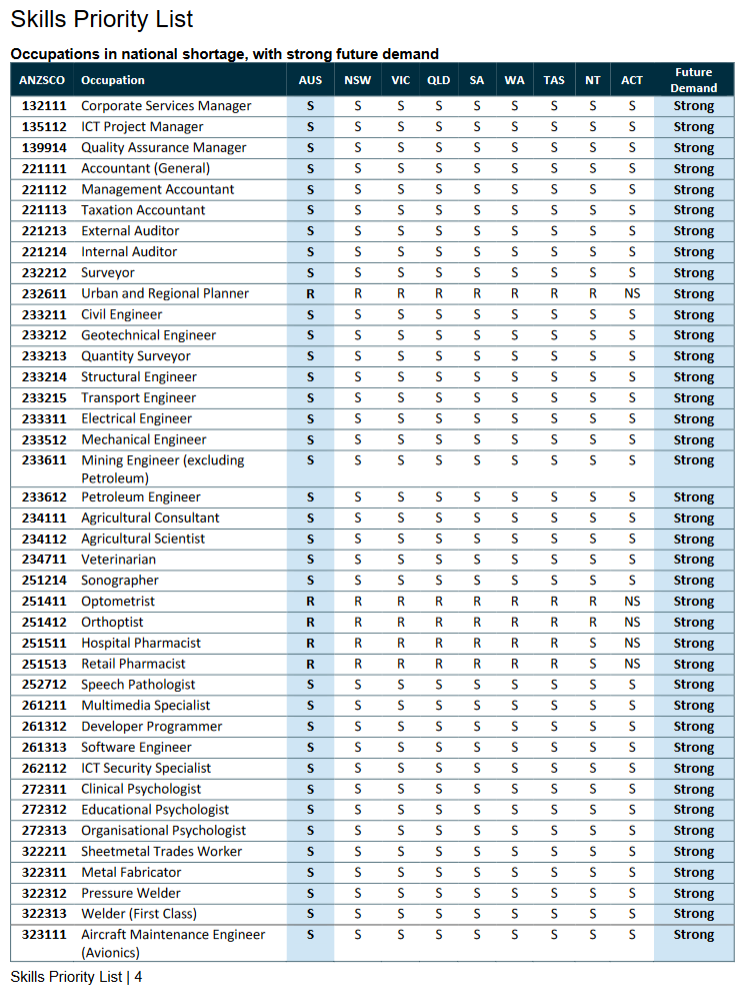 Skills Priority List
Occupations in national shortage, with strong future demand
ANZSCO Occupation AUS NSW VIC QLD SA WA TAS NT ACT Future Demand
132111 Corporate Services Manager S S S S S S S S S Strong
135112 ICT Project Manager S S S S S S S S S Strong
139914 Quality Assurance Manager S S S S S S S S S Strong
221111 Accountant (General) S S S S S S S S S Strong
221112 Management Accountant S S S S S S S S S Strong
221113 Taxation Accountant S S S S S S S S S Strong
221213 External Auditor S S S S S S S S S Strong
221214 Internal Auditor S S S S S S S S S Strong
232212 Surveyor S S S S S S S S S Strong
232611 Urban and Regional Planner R R R R R R R R NS Strong
233211 Civil Engineer S S S S S S S S S Strong
233212 Geotechnical Engineer S S S S S S S S S Strong
233213 Quantity Surveyor S S S S S S S S S Strong
233214 Structural Engineer S S S S S S S S S Strong
233215 Transport Engineer S S S S S S S S S Strong
233311 Electrical Engineer S S S S S S S S S Strong
233512 Mechanical Engineer S S S S S S S S S Strong
233611 Mining Engineer (excluding S S S S S S S S S Strong
Petroleum)
233612 Petroleum Engineer S S S S S S S S S Strong
234111 Agricultural Consultant S S S S S S S S S Strong
234112 Agricultural Scientist S S S S S S S S S Strong
234711 Veterinarian S S S S S S S S S Strong
251214 Sonographer S S S S S S S S S Strong
251411 Optometrist R R R R R R R R NS Strong
251412 Orthoptist R R R R R R R R NS Strong
251511 Hospital Pharmacist R R R R R R R S NS Strong
251513 Retail Pharmacist R R R R R R R S NS Strong
252712 Speech Pathologist S S S S S S S S S Strong
261211 Multimedia Specialist S S S S S S S S S Strong
261312 Developer Programmer S S S S S S S S S Strong
261313 Software Engineer S S S S S S S S S Strong
262112 ICT Security Specialist S S S S S S S S S Strong
272311 Clinical Psychologist S S S S S S S S S Strong
272312 Educational Psychologist S S S S S S S S S Strong
272313 Organisational Psychologist S S S S S S S S S Strong
322211 Sheetmetal Trades Worker S S S S S S S S S Strong
322311 Metal Fabricator S S S S S S S S S Strong
322312 Pressure Welder S S S S S S S S S Strong
322313 Welder (First Class) S S S S S S S S S Strong
323111 Aircraft Maintenance Engineer S S S S S S S S S Strong
(Avionics)
Skills Priority List | 4